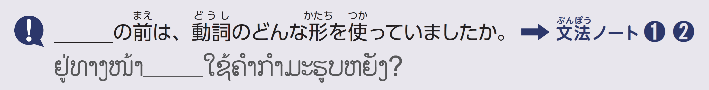 ! _____の前は、動詞のどんな形を使っていましたか。 ➡ 文法ノート ❶ ❷
ຢູ່ທາງໜ້າ_____ໃຊ້ຄຳກຳມະຮູບຫຍັງ?